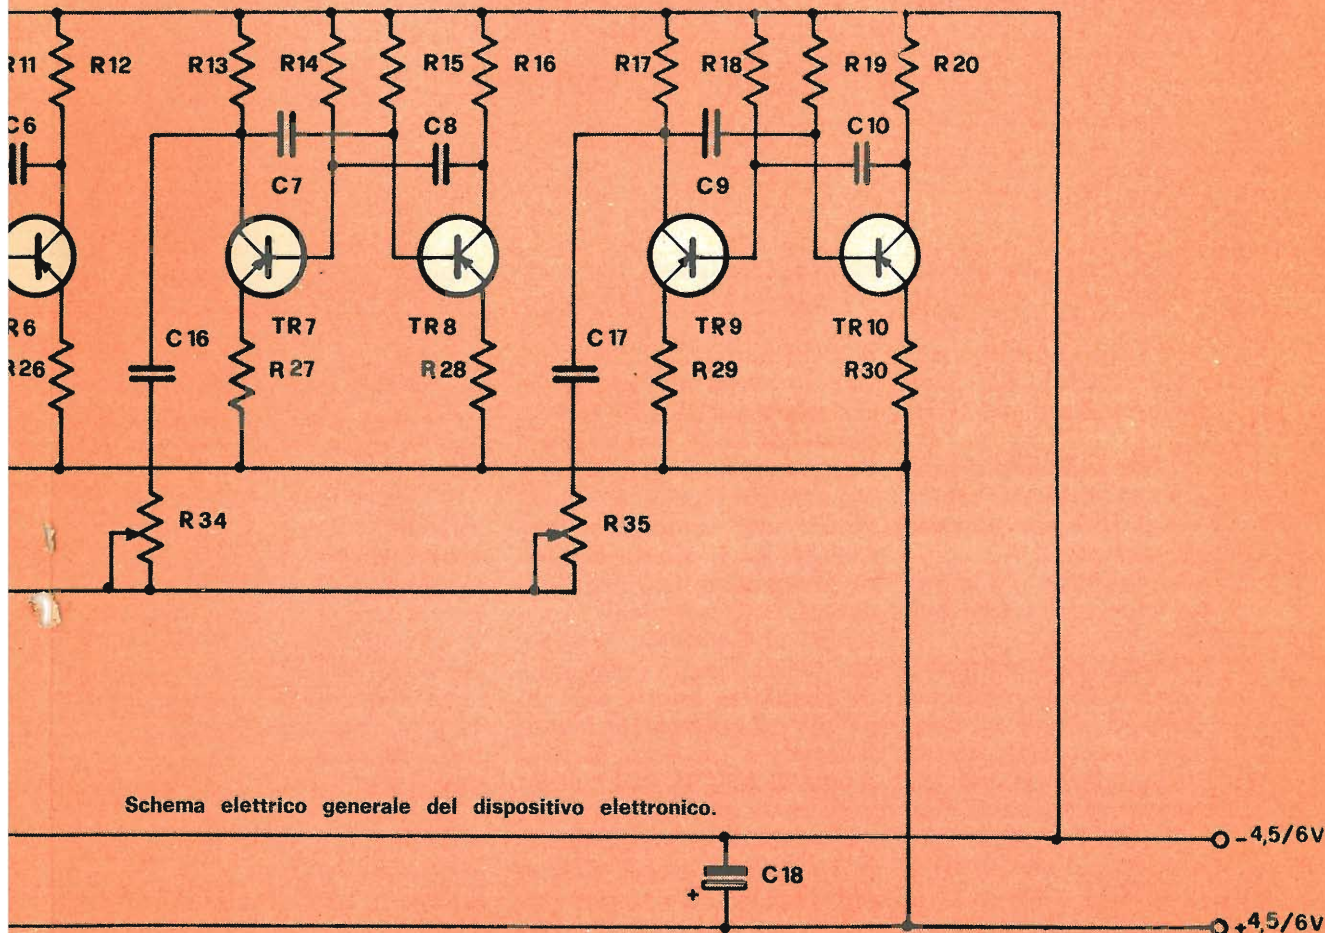 R11 R12 R13 R14 R15 R16 R17 R18 R19 R20
C6 C8 C10
C7 C9
R6 TR7 TR8 TR9 TR10
C16 C17
R26 R27 R28 R29 R30
R34 R35
Schema elettrico generale del dispositivo elettronico.
-4,5/6V
+ C18
+4,5/6V